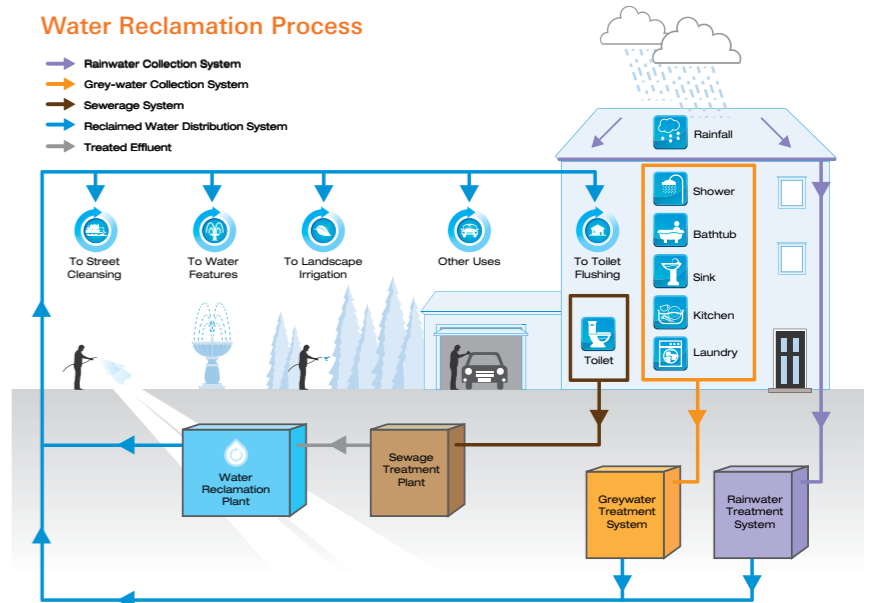 Water Reclamation Process
Rainwater Collection System
Grey-water Collection System
Sewerage System
Reclaimed Water Distribution System
Treated Effluent
Rainfall
Shower
Bathtub
Sink
Kitchen
Laundry
To Street
Cleansing
To Water
Features
To Landscape
Irrigation
Other Uses
To Toilet
Flushing
Toilet
Water
Reclamation
Plant
Sewage
Treatment
Plant
Greywater
Treatment
System
Rainwater
Treatment
System